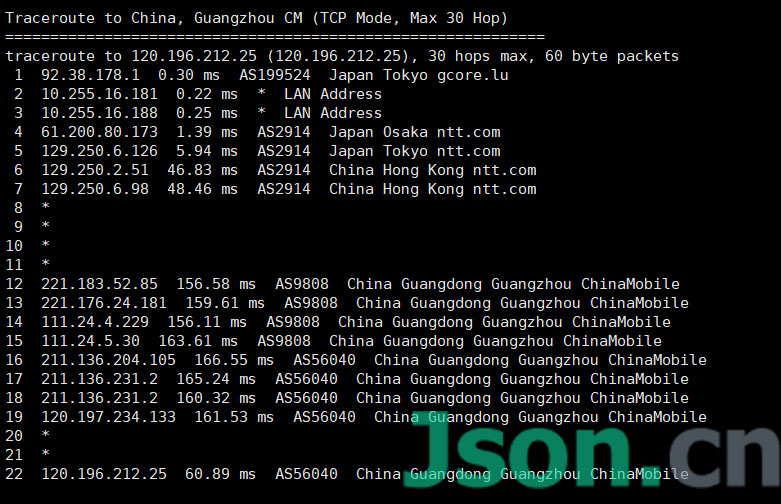 Traceroute to China, Guangzhou CM (TCP Mode, Max 30 Hop)
============================================================
traceroute to 120.196.212.25 (120.196.212.25), 30 hops max, 60 byte packets
1 92.38.178.1 0.30 ms AS199524 Japan Tokyo gcore.lu
2 10.255.16.181 0.22 ms * LAN Address
3 10.255.16.188 0.25 ms * LAN Address
4 61.200.80.173 1.39 ms AS2914 Japan Osaka ntt.com
5 129.250.6.126 5.94 ms AS2914 Japan Tokyo ntt.com
6 129.250.2.51 46.83 ms AS2914 China Hong Kong ntt.com
7 129.250.6.98 48.46 ms AS2914 China Hong Kong ntt.com
8 *
9 *
10 *
11 *
12 221.183.52.85 156.58 ms AS9808 China Guangdong Guangzhou ChinaMobile
13 221.176.24.181 159.61 ms AS9808 China Guangdong Guangzhou ChinaMobile
14 111.24.4.229 156.11 ms AS9808 China Guangdong Guangzhou ChinaMobile
15 111.24.5.30 163.61 ms AS9808 China Guangdong Guangzhou ChinaMobile
16 211.136.204.105 166.55 ms AS56040 China Guangdong Guangzhou ChinaMobile
17 211.136.231.2 165.24 ms AS56040 China Guangdong Guangzhou ChinaMobile
18 211.136.231.2 160.32 ms AS56040 China Guangdong Guangzhou ChinaMobile
19 120.197.234.133 161.53 ms AS56040 China Guangdong Guangzhou ChinaMobile
20 *
21 *
22 120.196.212.25 60.89 ms AS56040 China Guangdong Guangzhou ChinaMobile
Json.cn